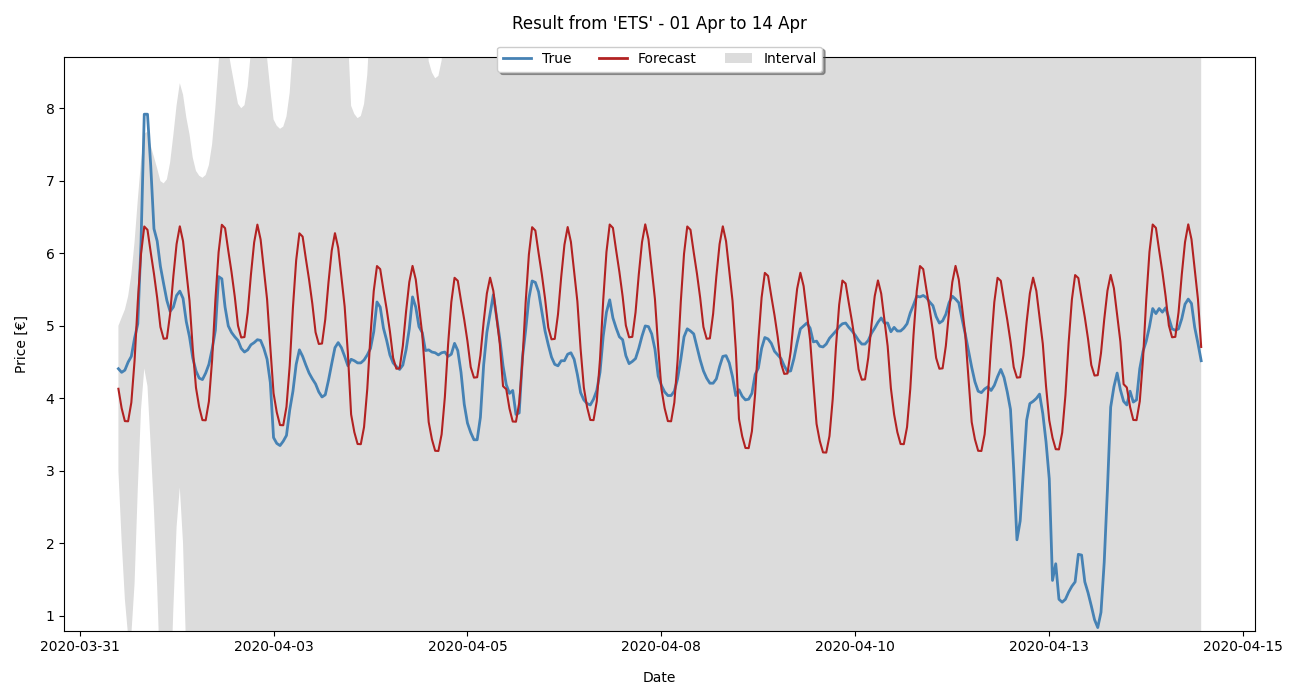 Result from 'ETS' - 01 Apr to 14 Apr
True Forecast Interval
Price [€]
8
7
6
5
4
3
2
1
2020-03-31 2020-04-03 2020-04-05 2020-04-08 2020-04-10 2020-04-13 2020-04-15
Date